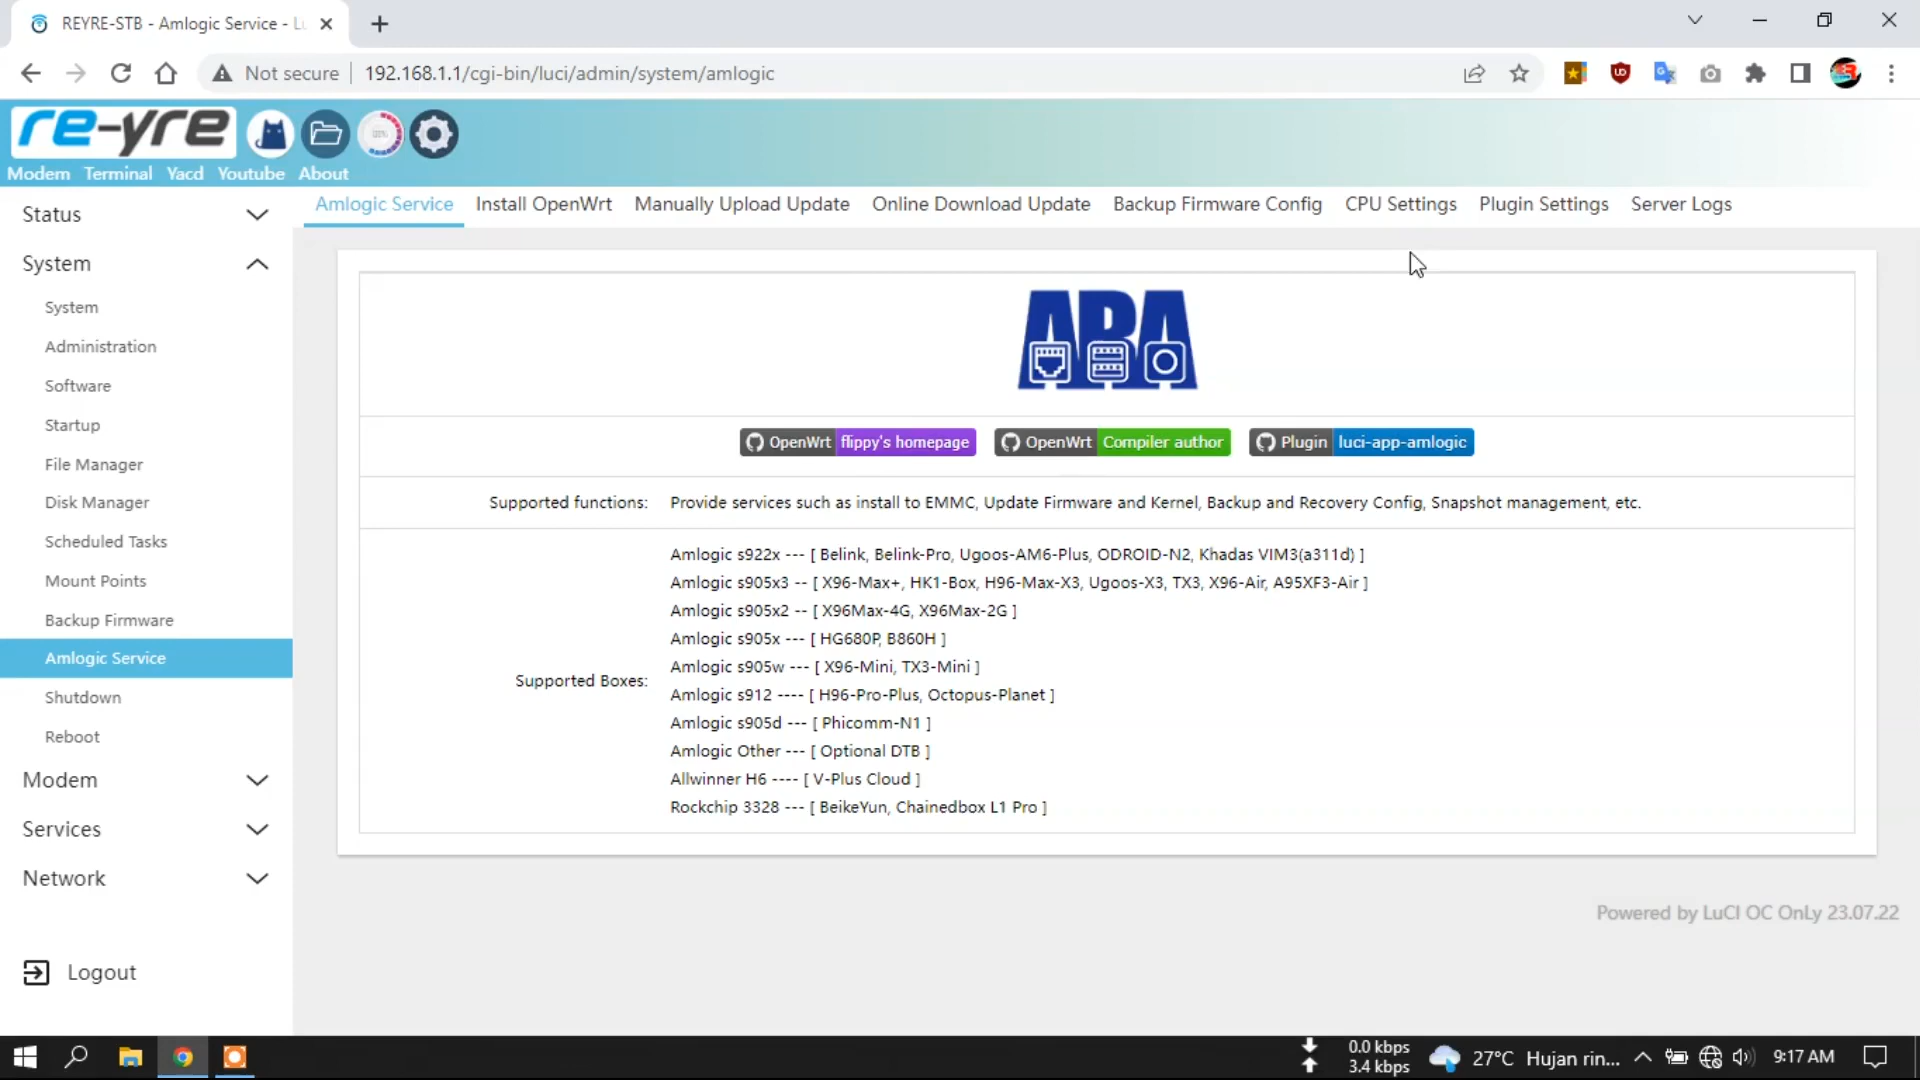 REYRE-STB - Amlogic Service - L
Not secure
192.168.1.1/cgi-bin/luci/admin/system/amlogic
re-yre
Modem Terminal Yacd Youtube About
Status
System
System
Administration
Software
Startup
File Manager
Disk Manager
Scheduled Tasks
Mount Points
Backup Firmware
Amlogic Service
Shutdown
Reboot
Modem
Services
Network
Logout
Amlogic Service Install OpenWrt Manually Upload Update Online Download Update Backup Firmware Config CPU Settings Plugin Settings Server Logs
ABA
OpenWrt flippy's homepage OpenWrt Compiler author Plugin luci-app-amlogic
Supported functions: Provide services such as install to EMMC, Update Firmware and Kernel, Backup and Recovery Config, Snapshot management, etc.
Supported Boxes:
Amlogic s922x --- [ Belink, Belink-Pro, Ugoos-AM6-Plus, ODROID-N2, Khadas VIM3(a311d) ]
Amlogic s905x3 -- [ X96-Max+, HK1-Box, H96-Max-X3, Ugoos-X3, TX3, X96-Air, A95XF3-Air ]
Amlogic s905x2 -- [ X96Max-4G, X96Max-2G ]
Amlogic s905x --- [ HG680P, B860H ]
Amlogic s905w --- [ X96-Mini, TX3-Mini ]
Amlogic s912 ---- [ H96-Pro-Plus, Octopus-Planet ]
Amlogic s905d --- [ Phicomm-N1 ]
Amlogic Other --- [ Optional DTB ]
Allwinner H6 ---- [ V-Plus Cloud ]
Rockchip 3328 --- [ BeikeYun, Chainedbox L1 Pro ]
Powered by LuCI OC OnLy 23.07.22
0.0 kbps
3.4 kbps
27°C Hujan rin... 9:17 AM